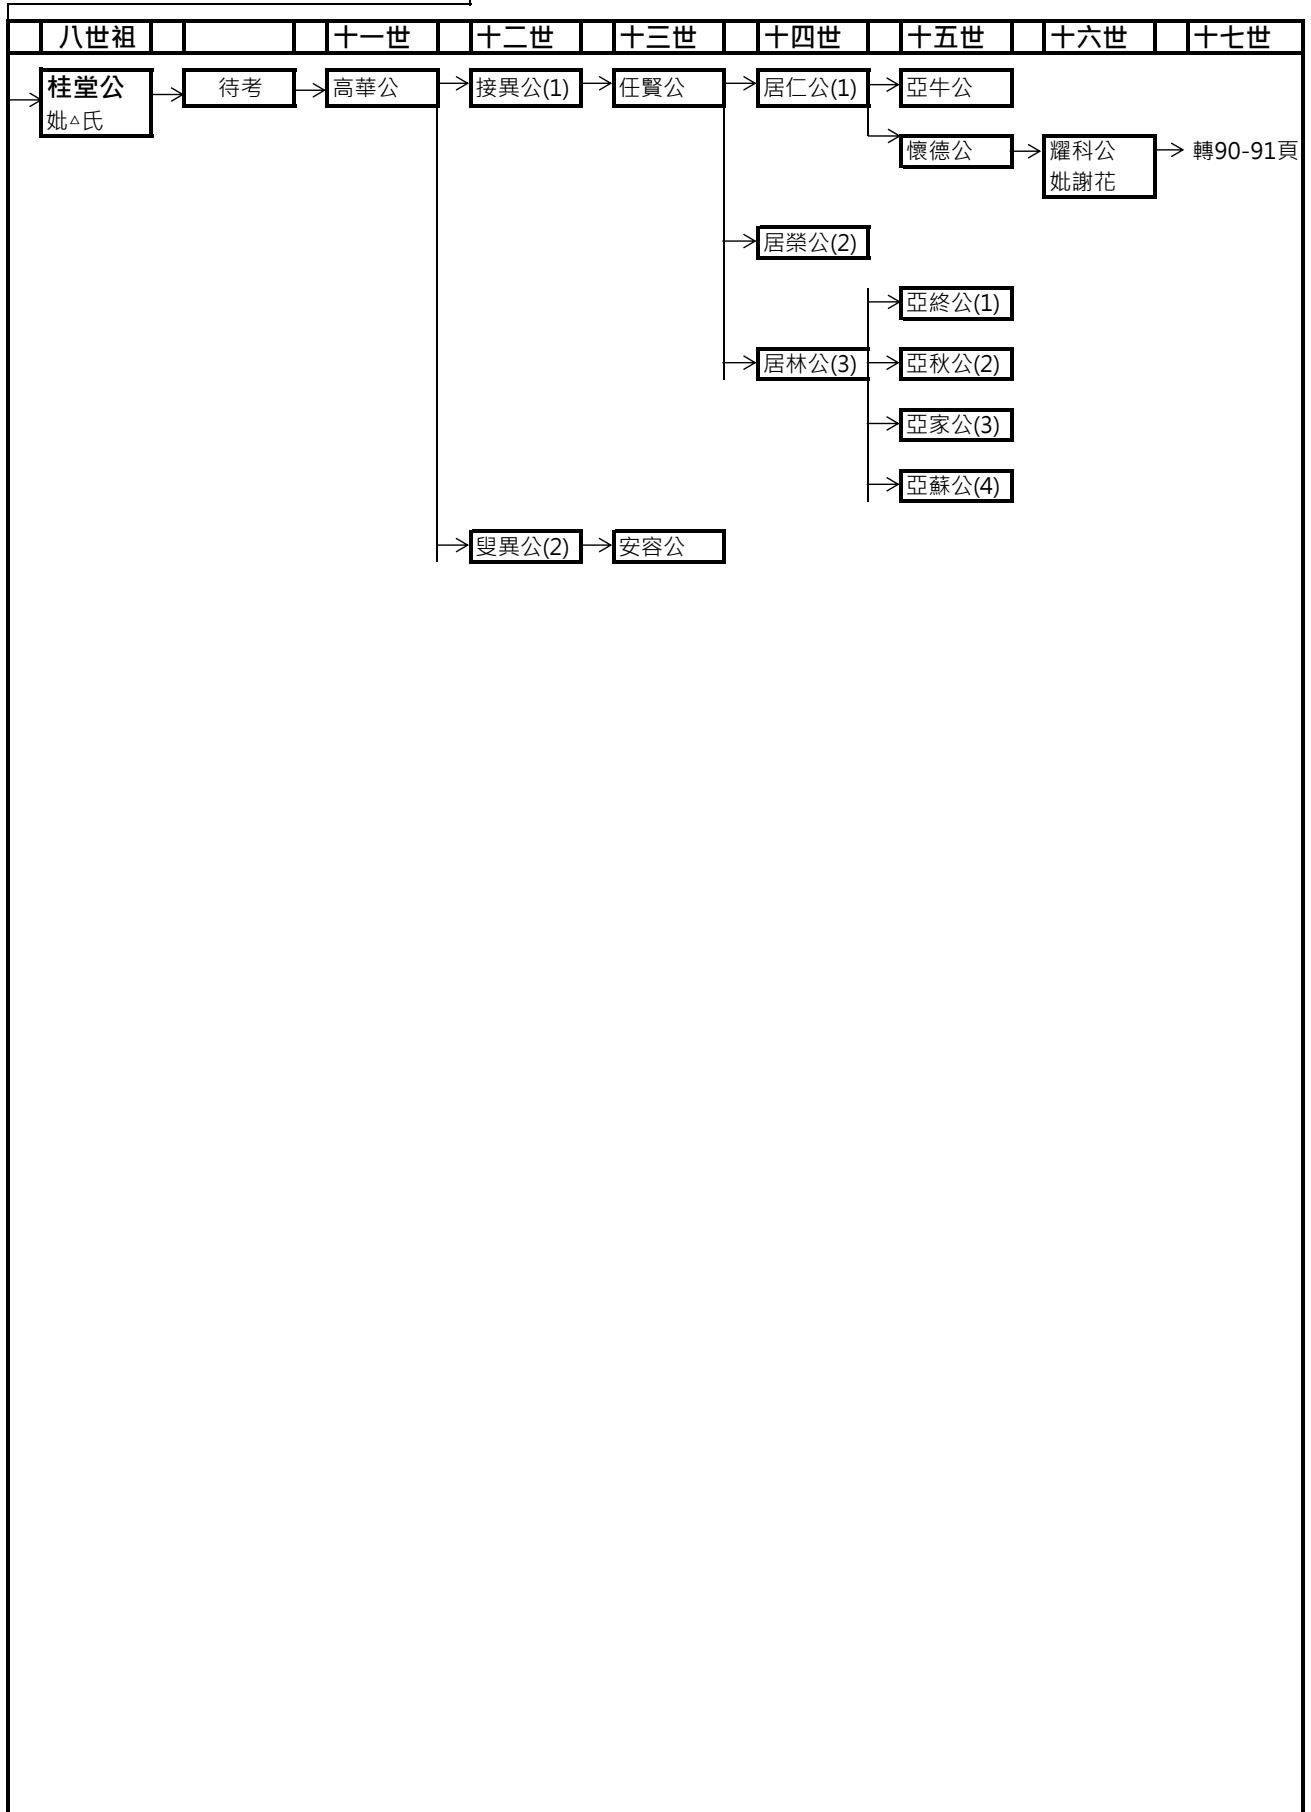 八世祖 十一世 十二世 十三世 十四世 十五世 十六世 十七世
桂堂公 待考 高華公 接異公(1) 任賢公 居仁公(1) 亞牛公
妣△氏
懷德公 耀科公 轉90-91頁
妣謝花
居榮公(2)
亞終公(1)
居林公(3) 亞秋公(2)
亞家公(3)
亞蘇公(4)
叟異公(2) 安容公